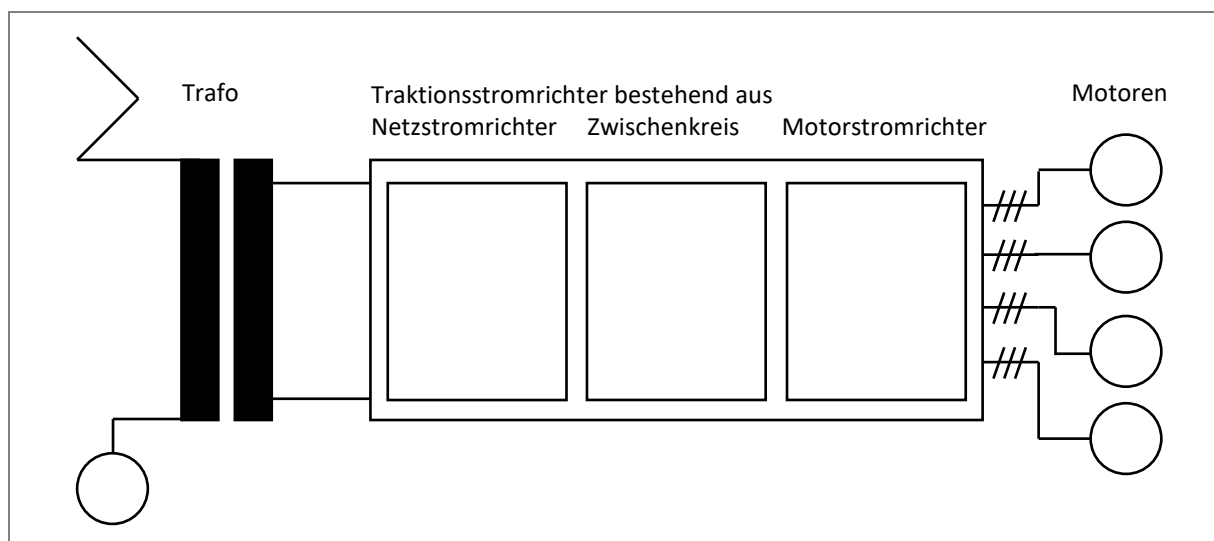 Trafo
Traktionsstromrichter bestehend aus
Netzstromrichter Zwischenkreis Motorstromrichter
Motoren